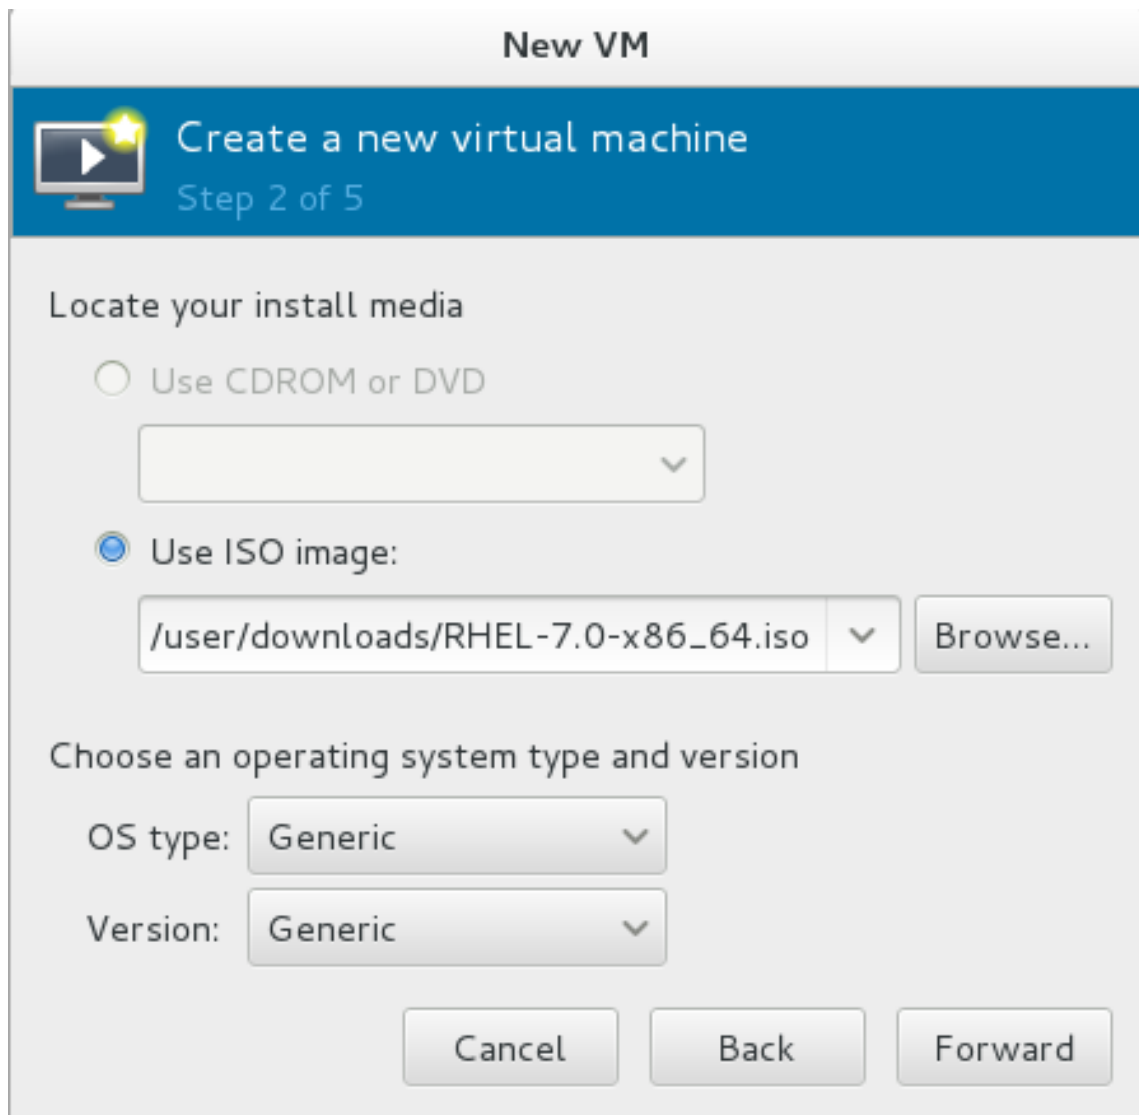 New VM
Create a new virtual machine
Step 2 of 5
Locate your install media
Use CDROM or DVD
Use ISO image:
/user/downloads/RHEL-7.0-x86_64.iso
Browse...
Choose an operating system type and version
OS type: Generic
Version: Generic
Cancel Back Forward